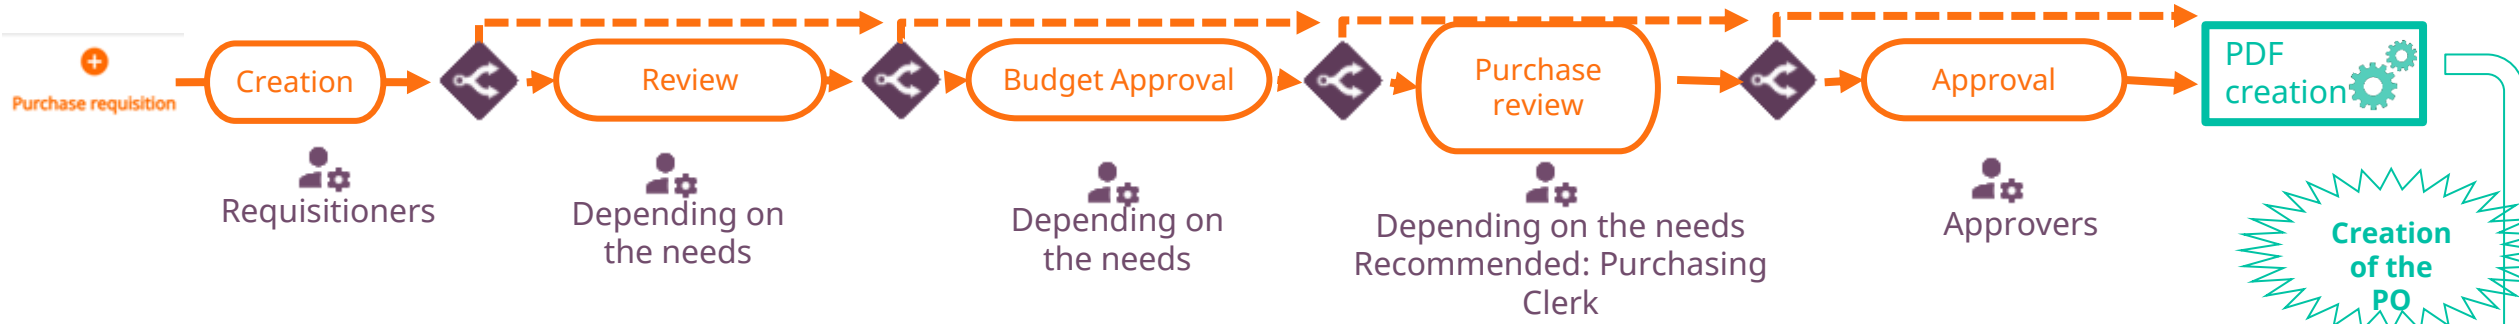 Purchase requisition
Creation
Review
Budget Approval
Purchase
review
Approval
PDF
creation
Requisitioners
Depending on
the needs
Depending on
the needs
Depending on the needs
Recommended: Purchasing
Clerk
Approvers
Creation
of the
PO